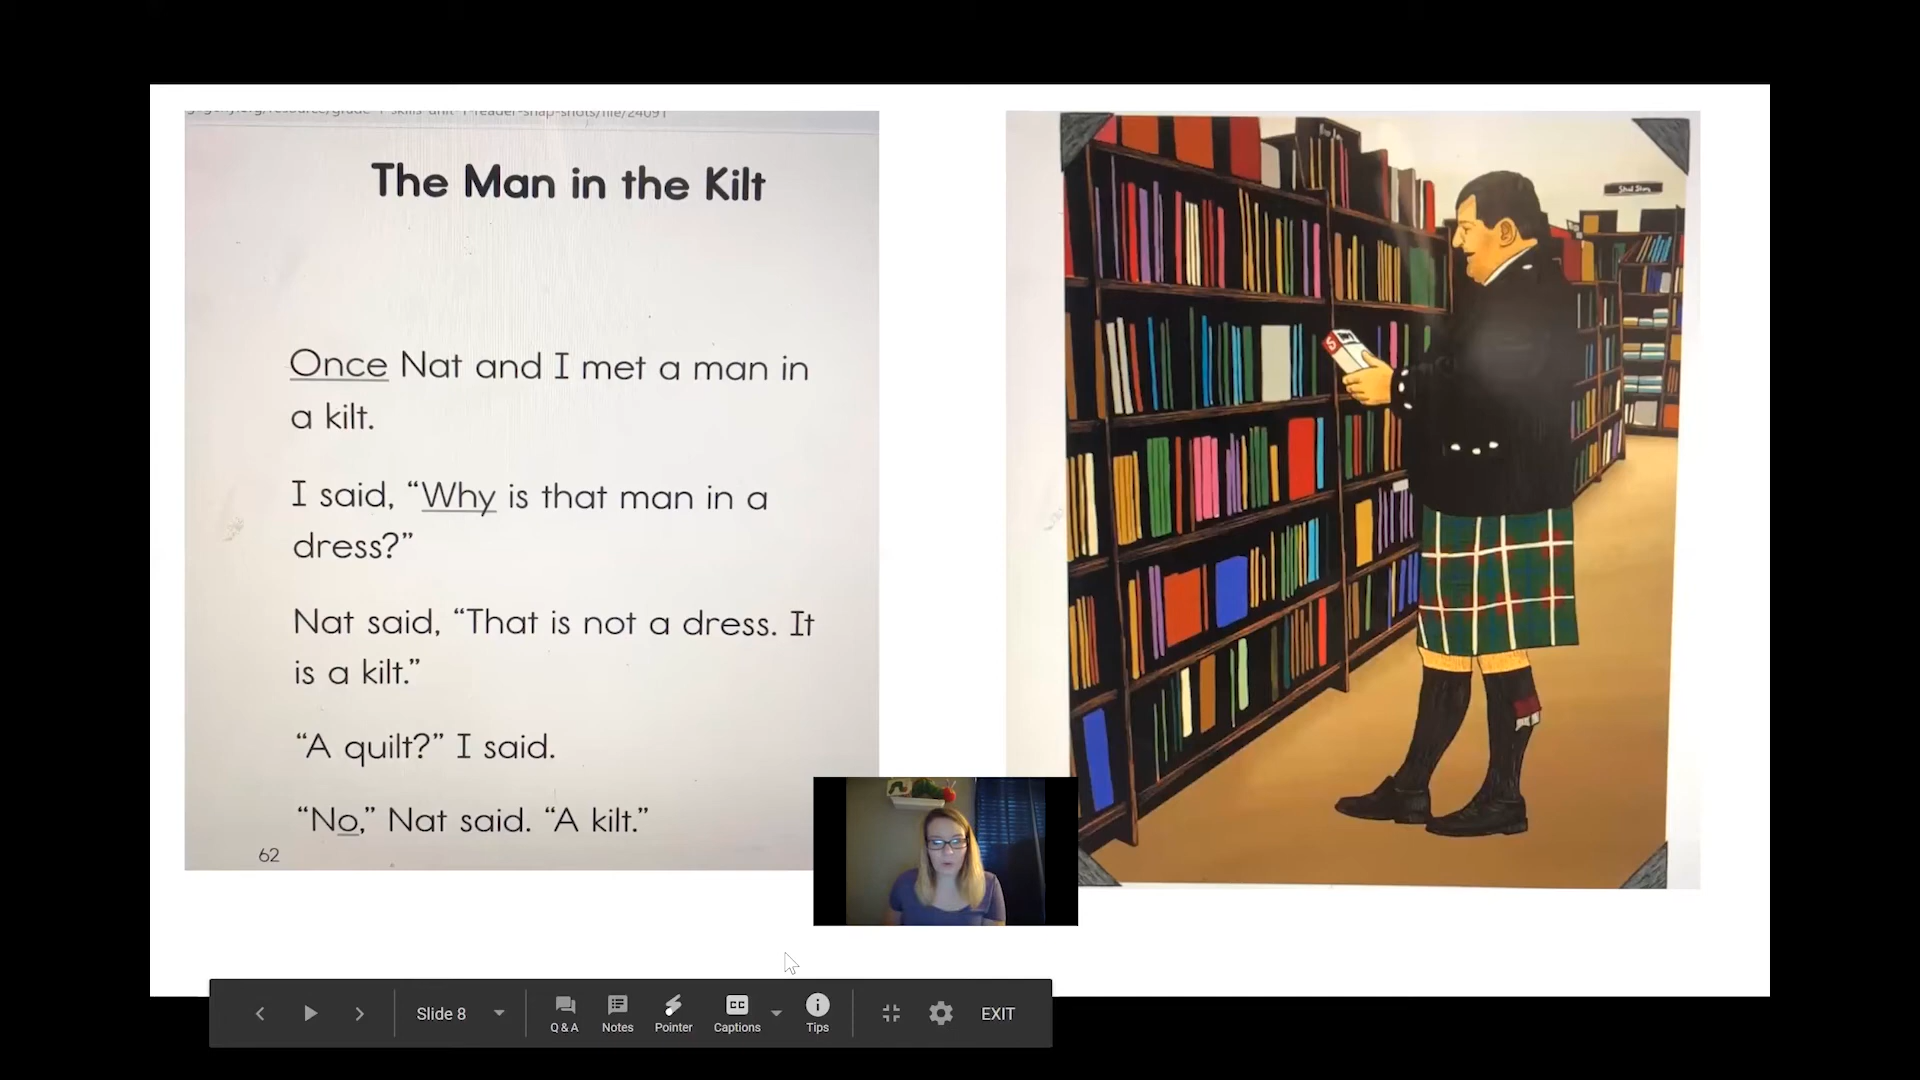 The Man in the Kilt
Once Nat and I met a man in
a kilt.
I said, “Why is that man in a
dress?”
Nat said, “That is not a dress. It
is a kilt.”
“A quilt?” I said.
“No,” Nat said. “A kilt.”
62
S
Slide 8
Q & A
Notes
Pointer
CC
Captions
Tips
EXIT